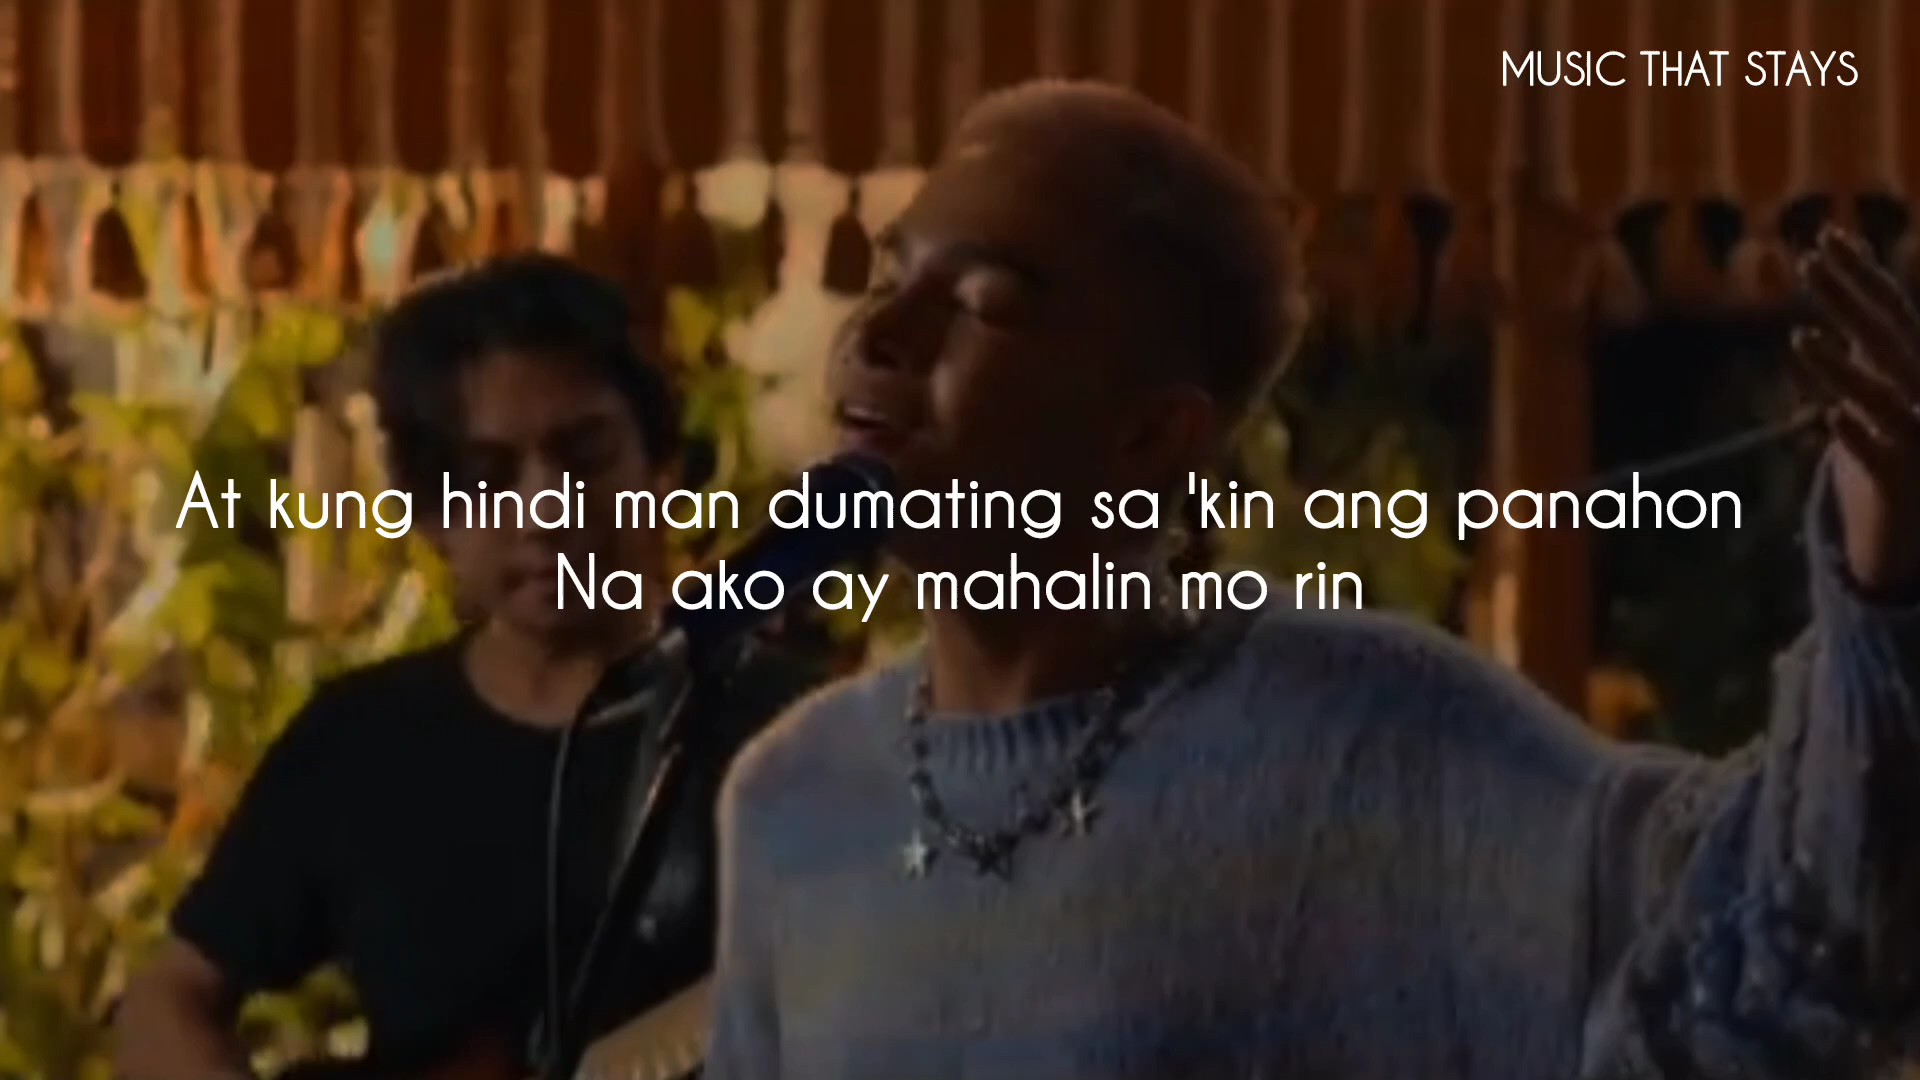 MUSIC THAT STAYS
At kung hindi man dumating sa 'kin ang panahon
Na ako ay mahalin mo rin